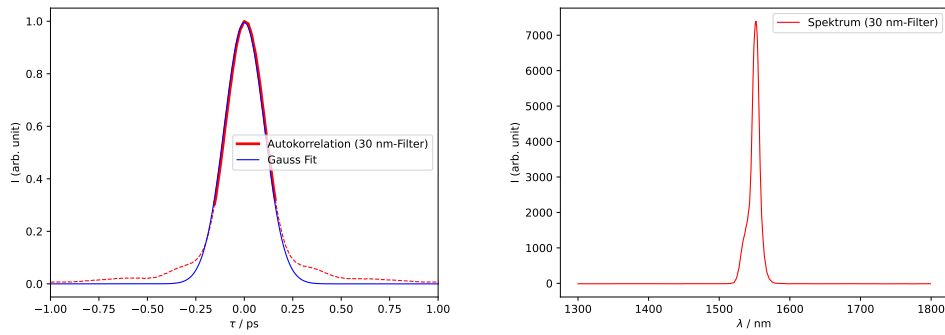 1.0
0.8
0.6
0.4
0.2
0.0
I (arb. unit)
Autokorrelation (30 nm-Filter)
Gauss Fit
−1.00 −0.75 −0.50 −0.25 0.00 0.25 0.50 0.75 1.00
τ / ps
7000
6000
5000
4000
3000
2000
1000
0
I (arb. unit)
Spektrum (30 nm-Filter)
1300 1400 1500 1600 1700 1800
λ / nm